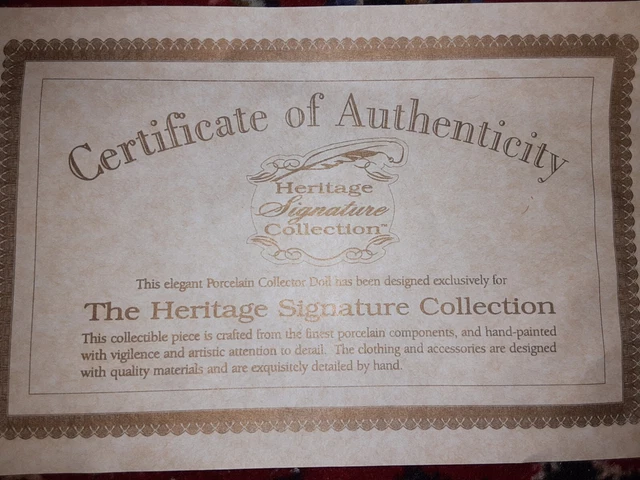 Certificate of Authenticity
Heritage
Signature
Collection™
This elegant Porcelain Collector Doll has been designed exclusively for
The Heritage Signature Collection
This collectible piece is crafted from the finest porcelain components, and hand-painted
with vigilence and artistic attention to detail. The clothing and accessories are designed
with quality materials and are exquisitely detailed by hand.